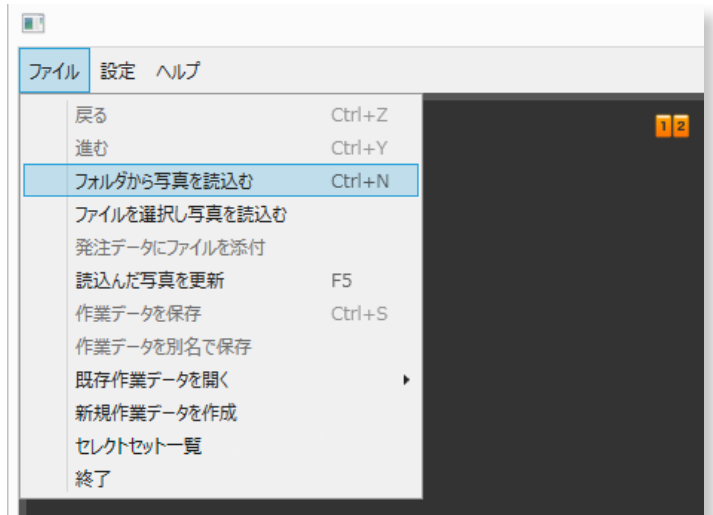 ファイル 設定 ヘルプ
戻る Ctrl+Z
進む Ctrl+Y
フォルダから写真を読込む Ctrl+N
ファイルを選択し写真を読込む
発注データにファイルを添付
読込んだ写真を更新 F5
作業データを保存 Ctrl+S
作業データを別名で保存
既存作業データを開く
新規作業データを作成
セレクトセット一覧
終了
1 2